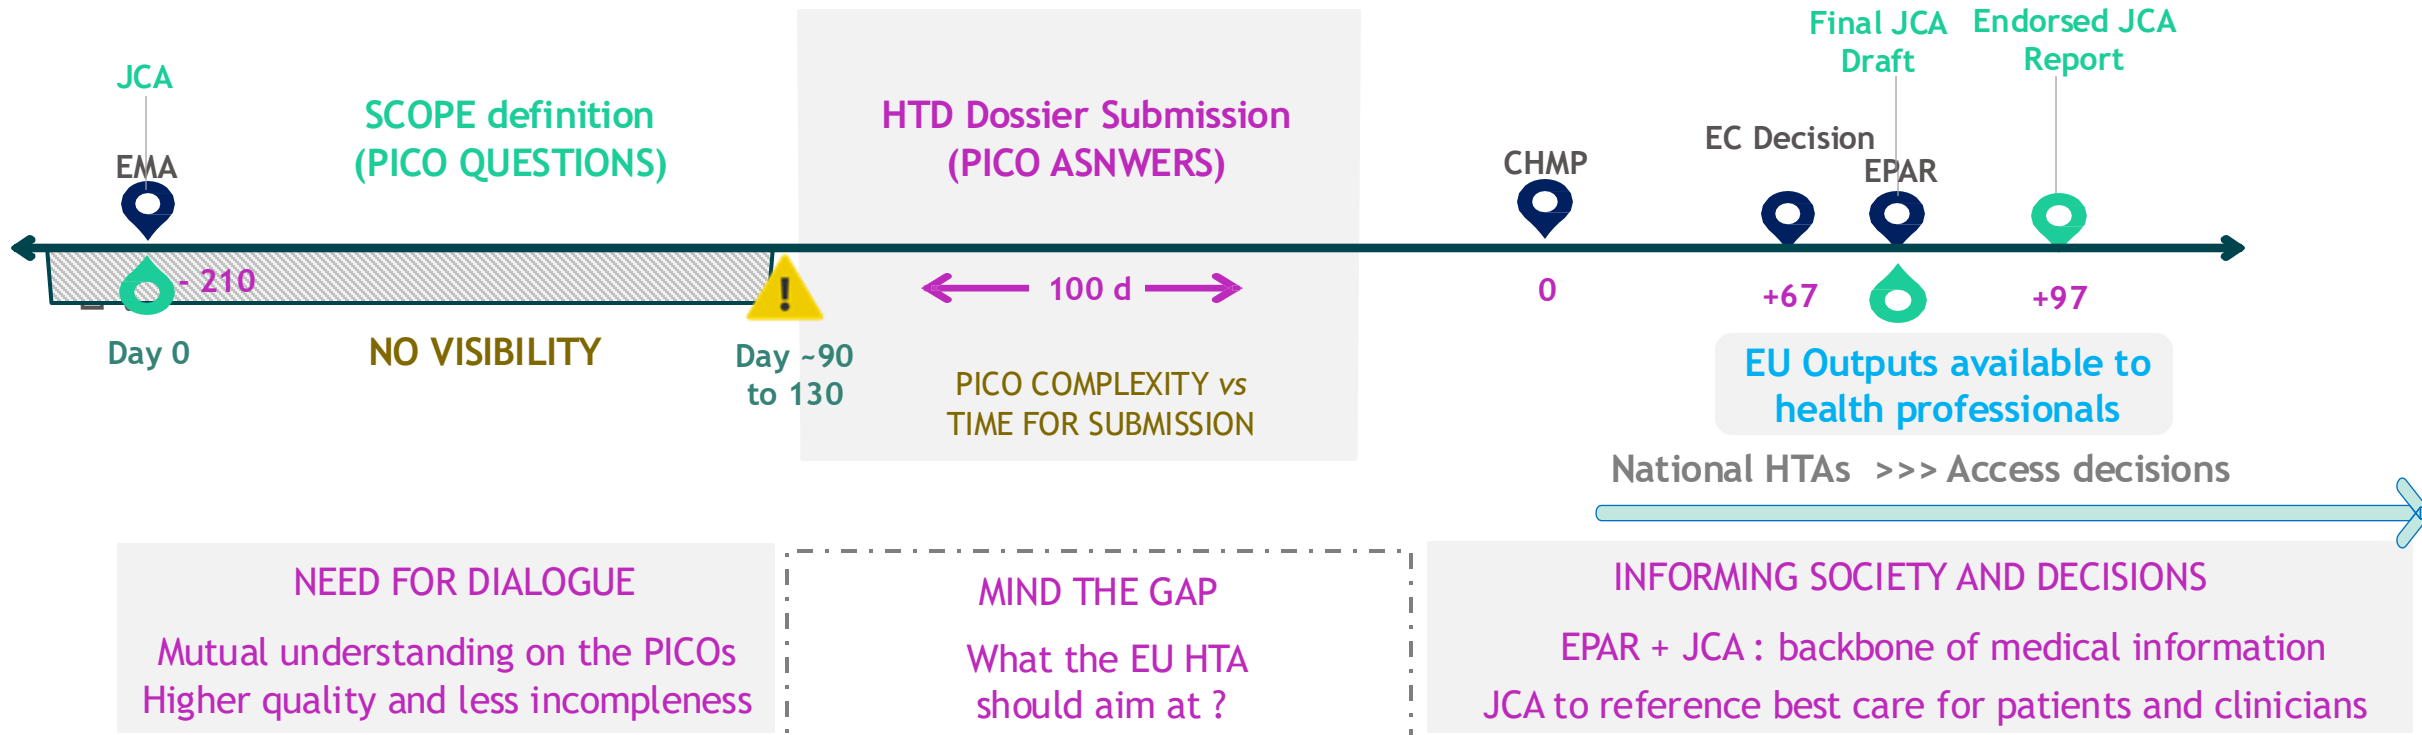 JCA
EMA
SCOPE definition
(PICO QUESTIONS)
HTD Dossier Submission
(PICO ASNWERS)
CHMP
EC Decision
Final JCA
Draft
EPAR
Endorsed JCA
Report
- 210
Day 0
NO VISIBILITY
Day ~90
to 130
100 d
PICO COMPLEXITY vs
TIME FOR SUBMISSION
0
+67
+97
EU Outputs available to
health professionals
National HTAs >>> Access decisions
NEED FOR DIALOGUE
Mutual understanding on the PICOs
Higher quality and less incompleness
MIND THE GAP
What the EU HTA
should aim at ?
INFORMING SOCIETY AND DECISIONS
EPAR + JCA : backbone of medical information
JCA to reference best care for patients and clinicians